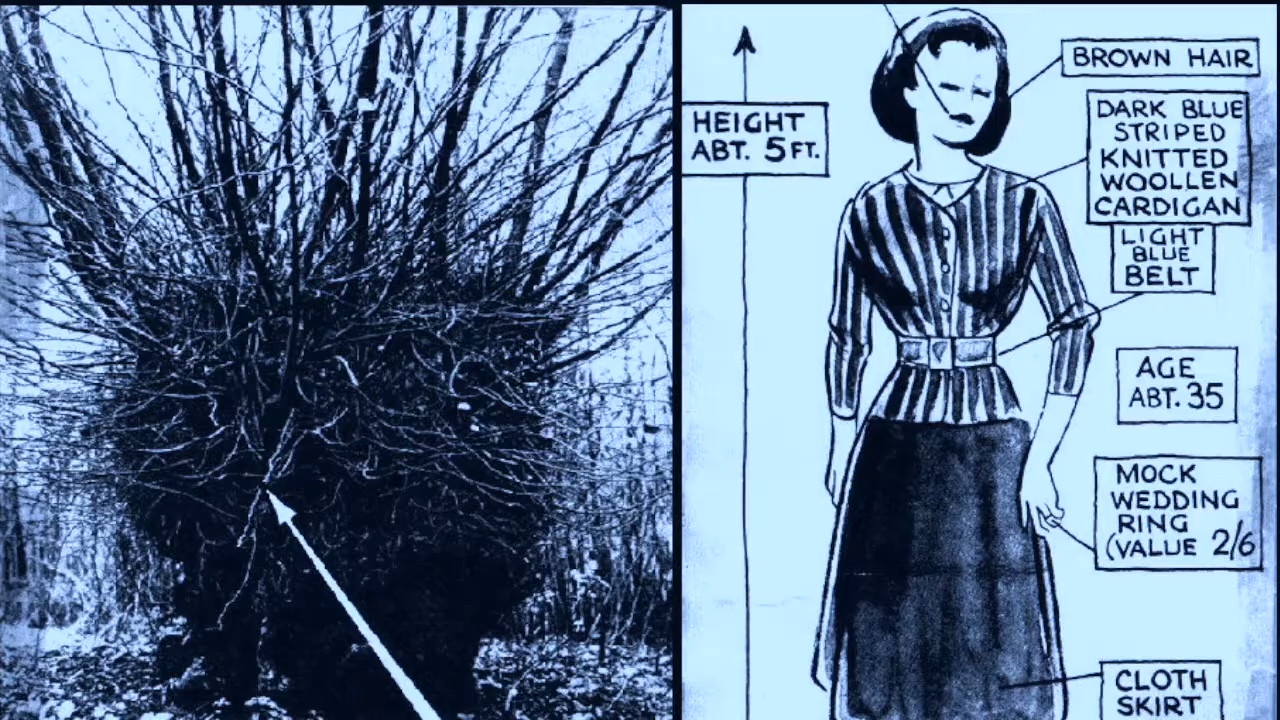 BROWN HAIR
HEIGHT
ABT. 5 FT.
DARK BLUE
STRIPED
KNITTED
WOOLLEN
CARDIGAN
LIGHT
BLUE
BELT
AGE
ABT. 35
MOCK
WEDDING
RING
(VALUE 2/6
CLOTH
SKIRT